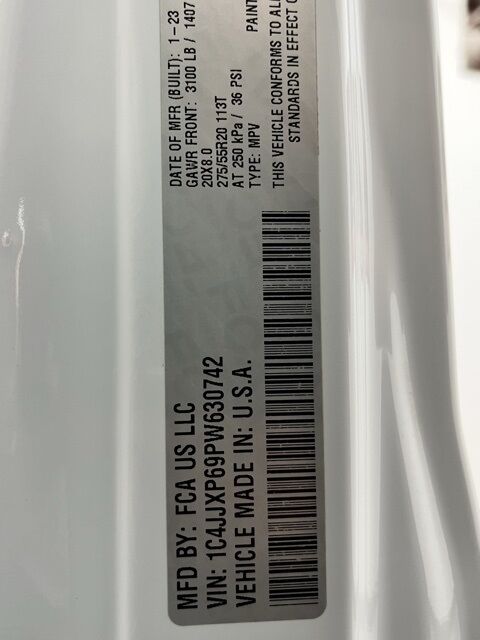 MFD BY: FCA US LLC
DATE OF MFR (BUILT): 1-23
GAWR FRONT: 3100 LB / 1407
20X8.0
275/55R20 113T
AT 250 kPa / 36 PSI
TYPE: MPV
PAINT
VIN: 1C4JJXP69PW630742
VEHICLE MADE IN: U.S.A.
THIS VEHICLE CONFORMS TO AL
STANDARDS IN EFFECT O